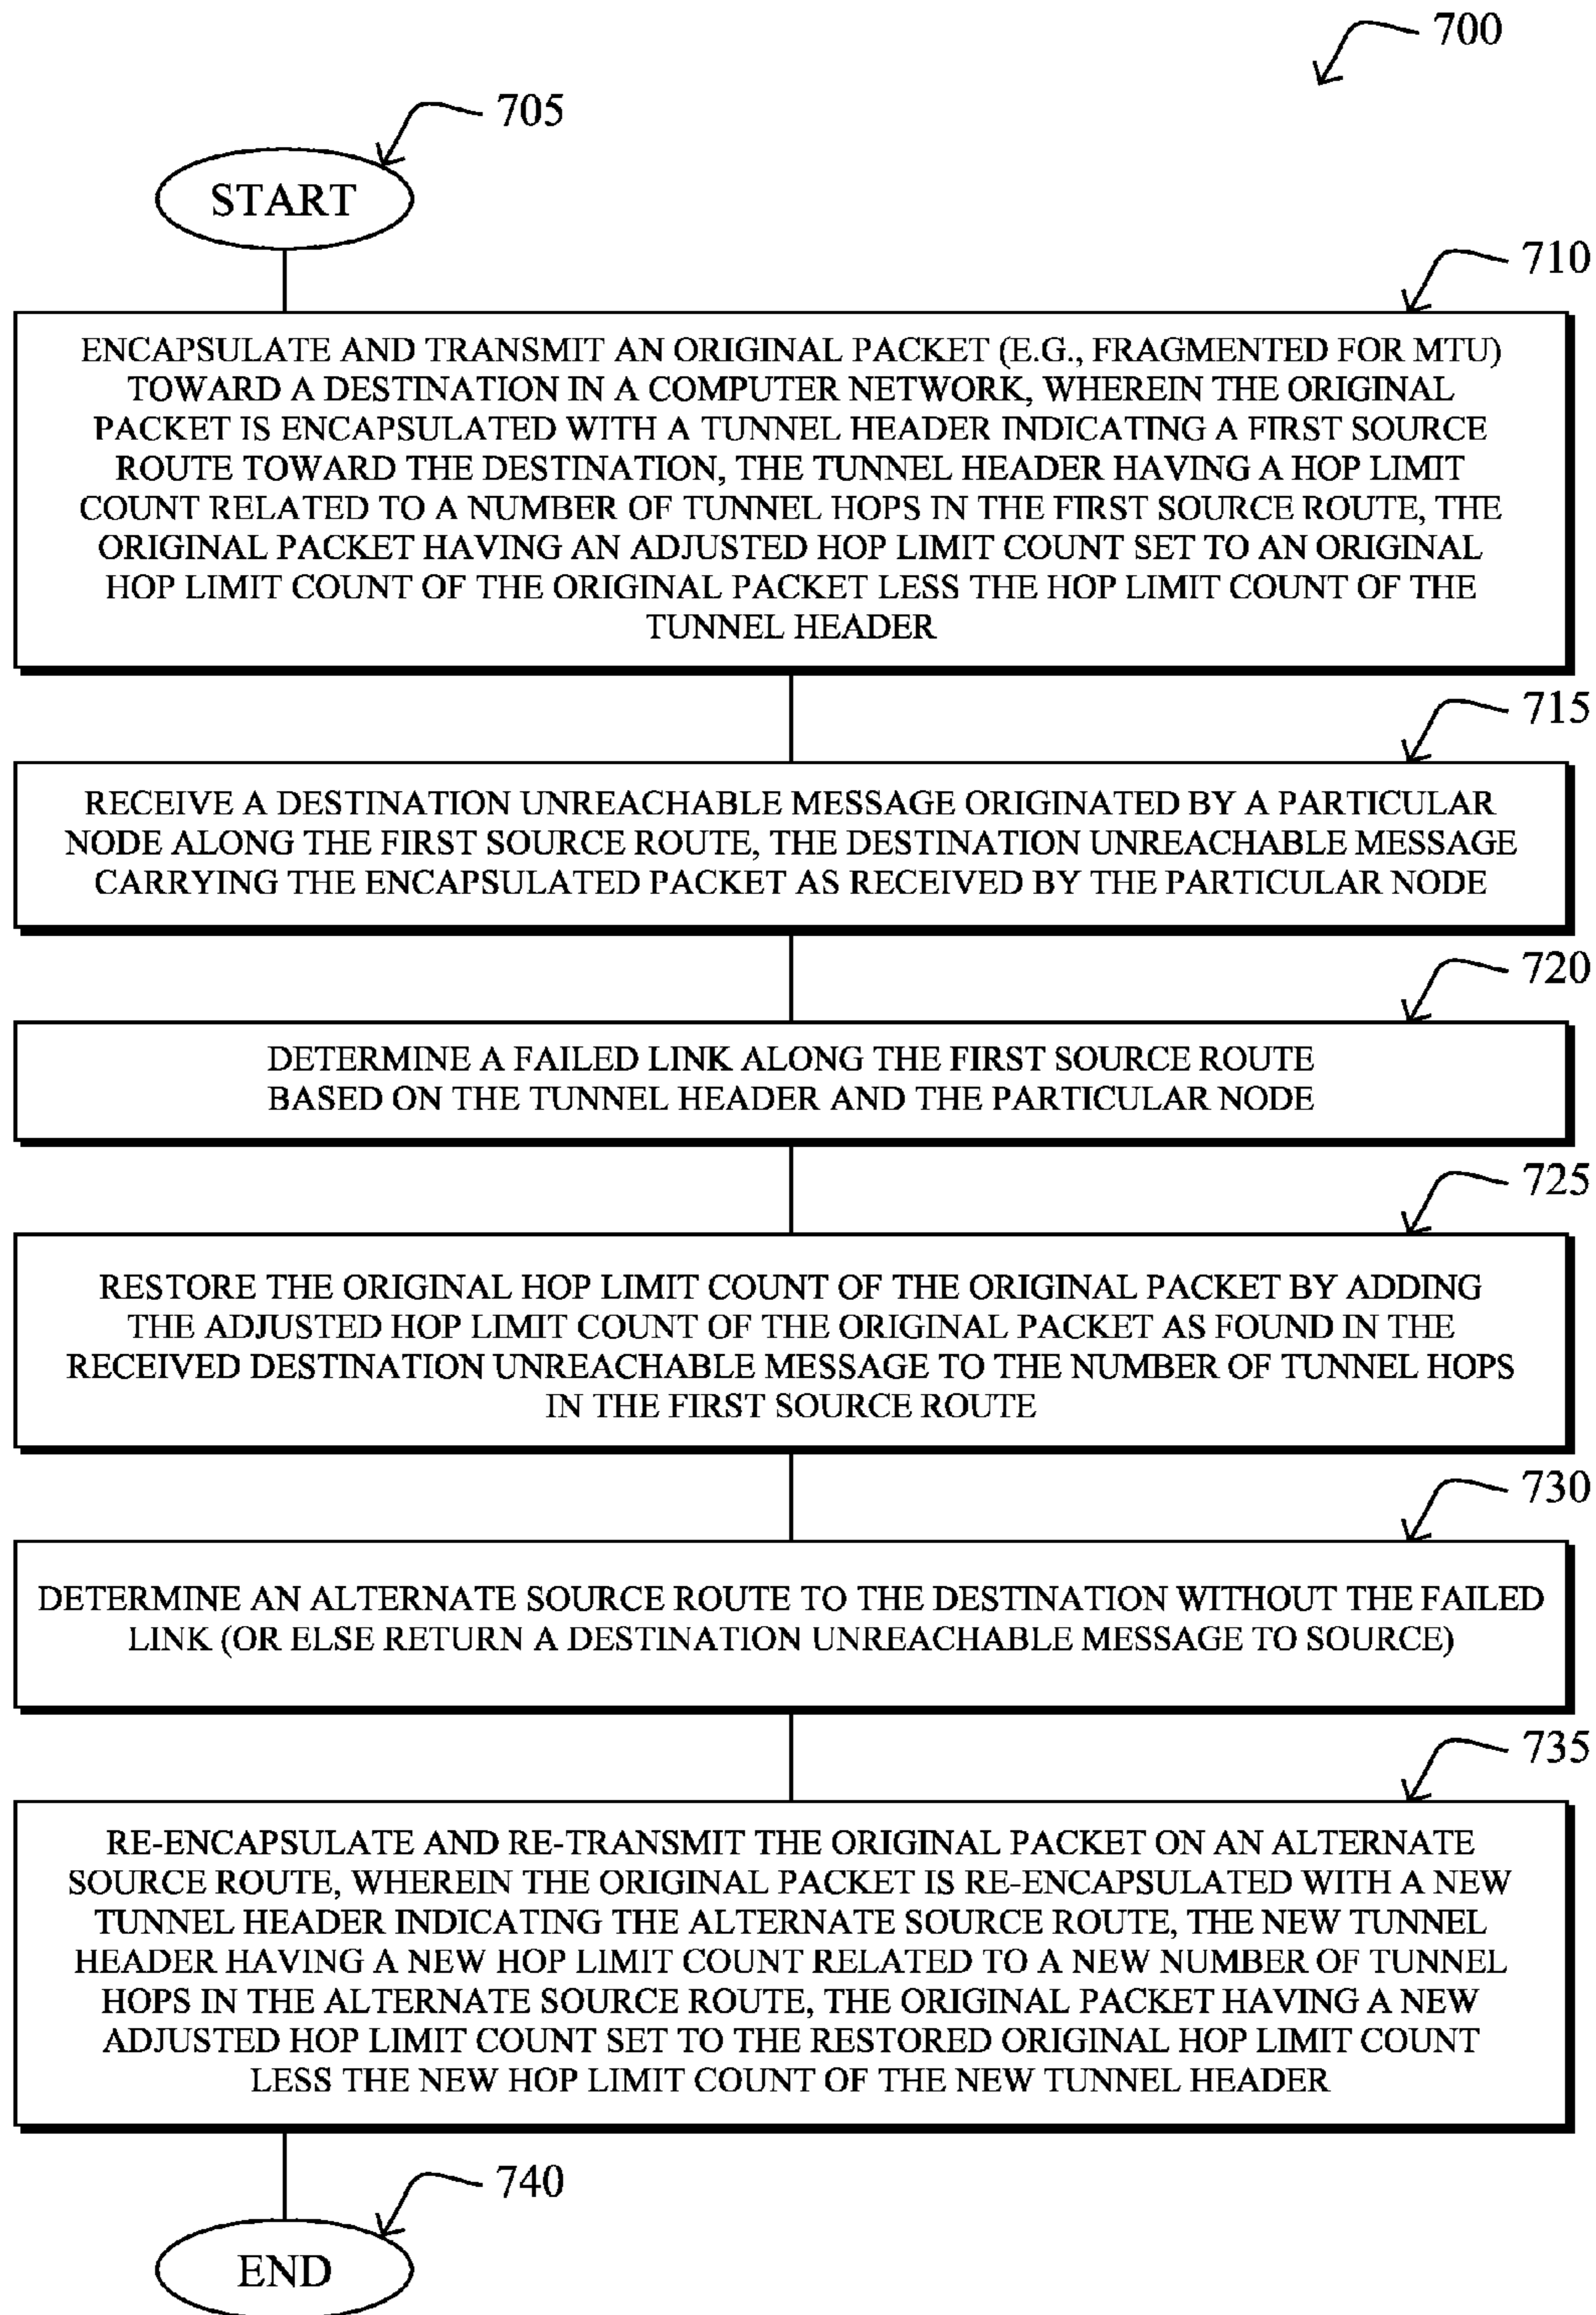 700
705
START
710
ENCAPSULATE AND TRANSMIT AN ORIGINAL PACKET (E.G., FRAGMENTED FOR MTU)
TOWARD A DESTINATION IN A COMPUTER NETWORK, WHEREIN THE ORIGINAL
PACKET IS ENCAPSULATED WITH A TUNNEL HEADER INDICATING A FIRST SOURCE
ROUTE TOWARD THE DESTINATION, THE TUNNEL HEADER HAVING A HOP LIMIT
COUNT RELATED TO A NUMBER OF TUNNEL HOPS IN THE FIRST SOURCE ROUTE, THE
ORIGINAL PACKET HAVING AN ADJUSTED HOP LIMIT COUNT SET TO AN ORIGINAL
HOP LIMIT COUNT OF THE ORIGINAL PACKET LESS THE HOP LIMIT COUNT OF THE
TUNNEL HEADER
715
RECEIVE A DESTINATION UNREACHABLE MESSAGE ORIGINATED BY A PARTICULAR
NODE ALONG THE FIRST SOURCE ROUTE, THE DESTINATION UNREACHABLE MESSAGE
CARRYING THE ENCAPSULATED PACKET AS RECEIVED BY THE PARTICULAR NODE
720
DETERMINE A FAILED LINK ALONG THE FIRST SOURCE ROUTE
BASED ON THE TUNNEL HEADER AND THE PARTICULAR NODE
725
RESTORE THE ORIGINAL HOP LIMIT COUNT OF THE ORIGINAL PACKET BY ADDING
THE ADJUSTED HOP LIMIT COUNT OF THE ORIGINAL PACKET AS FOUND IN THE
RECEIVED DESTINATION UNREACHABLE MESSAGE TO THE NUMBER OF TUNNEL HOPS
IN THE FIRST SOURCE ROUTE
730
DETERMINE AN ALTERNATE SOURCE ROUTE TO THE DESTINATION WITHOUT THE FAILED
LINK (OR ELSE RETURN A DESTINATION UNREACHABLE MESSAGE TO SOURCE)
735
RE-ENCAPSULATE AND RE-TRANSMIT THE ORIGINAL PACKET ON AN ALTERNATE
SOURCE ROUTE, WHEREIN THE ORIGINAL PACKET IS RE-ENCAPSULATED WITH A NEW
TUNNEL HEADER INDICATING THE ALTERNATE SOURCE ROUTE, THE NEW TUNNEL
HEADER HAVING A NEW HOP LIMIT COUNT RELATED TO A NEW NUMBER OF TUNNEL
HOPS IN THE ALTERNATE SOURCE ROUTE, THE ORIGINAL PACKET HAVING A NEW
ADJUSTED HOP LIMIT COUNT SET TO THE RESTORED ORIGINAL HOP LIMIT COUNT
LESS THE NEW HOP LIMIT COUNT OF THE NEW TUNNEL HEADER
740
END